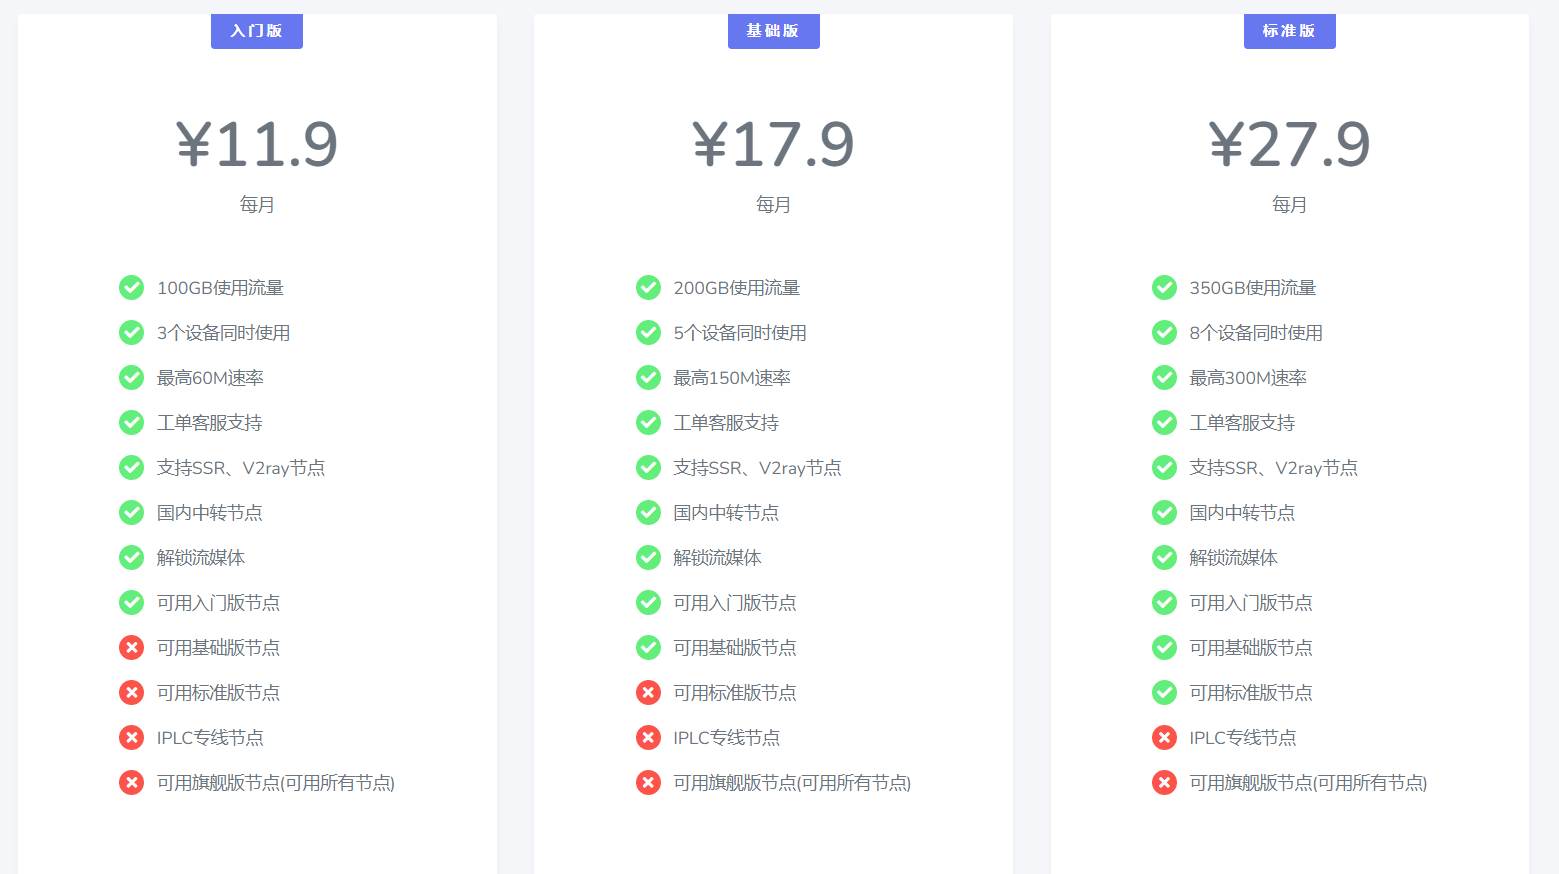 入门版
¥11.9
每月
100GB使用流量
3个设备同时使用
最高60M速率
工单客服支持
支持SSR、V2ray节点
国内中转节点
解锁流媒体
可用入门版节点
可用基础版节点
可用标准版节点
IPLC专线节点
可用旗舰版节点(可用所有节点)
基础版
¥17.9
每月
200GB使用流量
5个设备同时使用
最高150M速率
工单客服支持
支持SSR、V2ray节点
国内中转节点
解锁流媒体
可用入门版节点
可用基础版节点
可用标准版节点
IPLC专线节点
可用旗舰版节点(可用所有节点)
标准版
¥27.9
每月
350GB使用流量
8个设备同时使用
最高300M速率
工单客服支持
支持SSR、V2ray节点
国内中转节点
解锁流媒体
可用入门版节点
可用基础版节点
可用标准版节点
IPLC专线节点
可用旗舰版节点(可用所有节点)